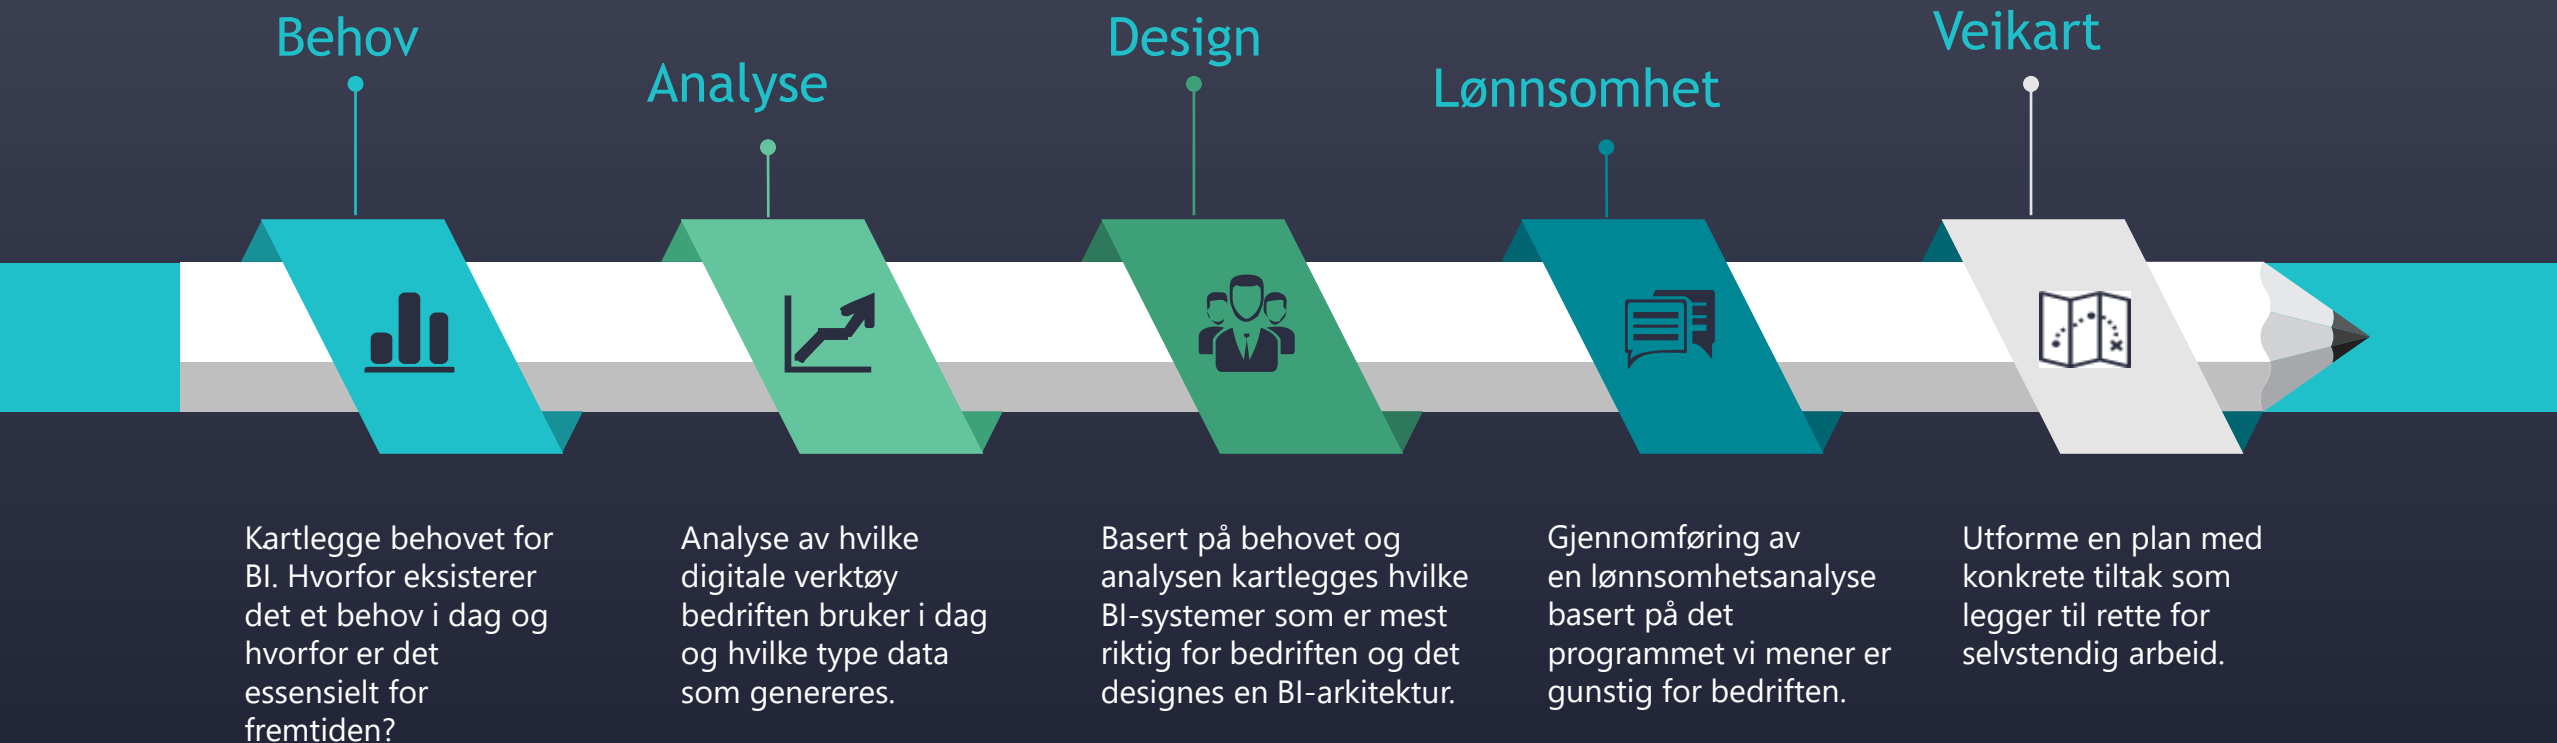 Behov
Kartlegge behovet for
BI. Hvorfor eksisterer
det et behov i dag og
hvorfor er det
essensielt for
fremtiden?
Analyse
Analyse av hvilke
digitale verktøy
bedriften bruker i dag
og hvilke type data
som genereres.
Design
Basert på behovet og
analysen kartlegges hvilke
BI-systemer som er mest
riktig for bedriften og det
designes en BI-arkitektur.
Lønnsomhet
Gjennomføring av
en lønnsomhetsanalyse
basert på det
programmet vi mener er
gunstig for bedriften.
Veikart
Utforme en plan med
konkrete tiltak som
legger til rette for
selvstendig arbeid.